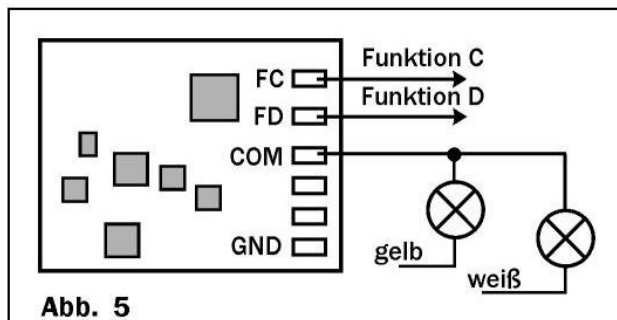 FC
Funktion C
FD
Funktion D
COM
GND
gelb
weiß
Abb. 5